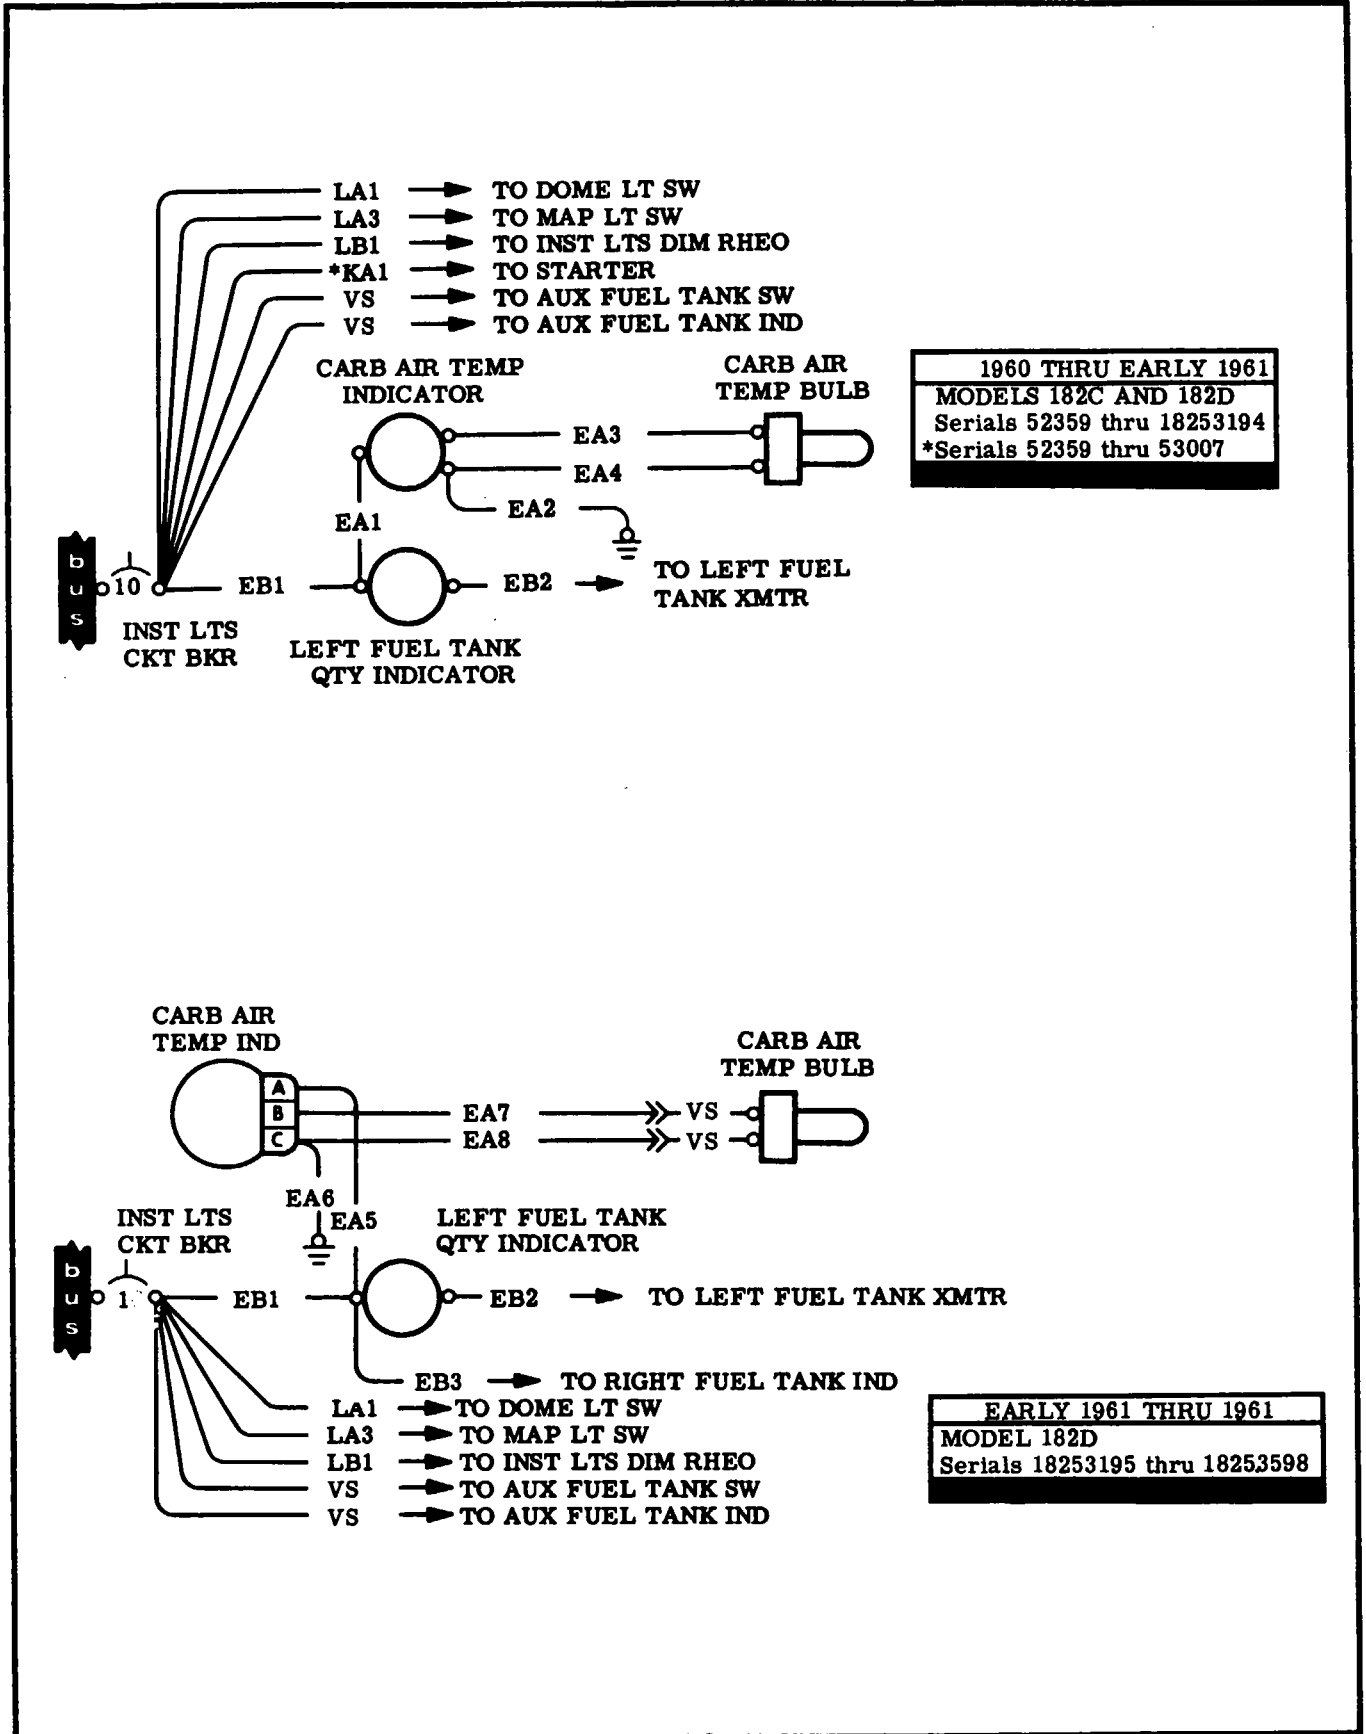 LA1 TO DOME LT SW
LA3 TO MAP LT SW
LB1 TO INST LTS DIM RHEO
*KA1 TO STARTER
VS TO AUX FUEL TANK SW
VS TO AUX FUEL TANK IND
CARB AIR TEMP
INDICATOR
CARB AIR
TEMP BULB
1960 THRU EARLY 1961
MODELS 182C AND 182D
Serials 52359 thru 18253194
*Serials 52359 thru 53007
EA3
EA4
EA2
EA1
bus
10
EB1
EB2
TO LEFT FUEL
TANK XMTR
INST LTS
CKT BKR
LEFT FUEL TANK
QTY INDICATOR
CARB AIR
TEMP IND
CARB AIR
TEMP BULB
A
B
C
EA7 VS
EA8 VS
EA6
EA5
INST LTS
CKT BKR
LEFT FUEL TANK
QTY INDICATOR
bus
EB1
EB2 TO LEFT FUEL TANK XMTR
EB3 TO RIGHT FUEL TANK IND
LA1 TO DOME LT SW
LA3 TO MAP LT SW
LB1 TO INST LTS DIM RHEO
VS TO AUX FUEL TANK SW
VS TO AUX FUEL TANK IND
EARLY 1961 THRU 1961
MODEL 182D
Serials 18253195 thru 18253598